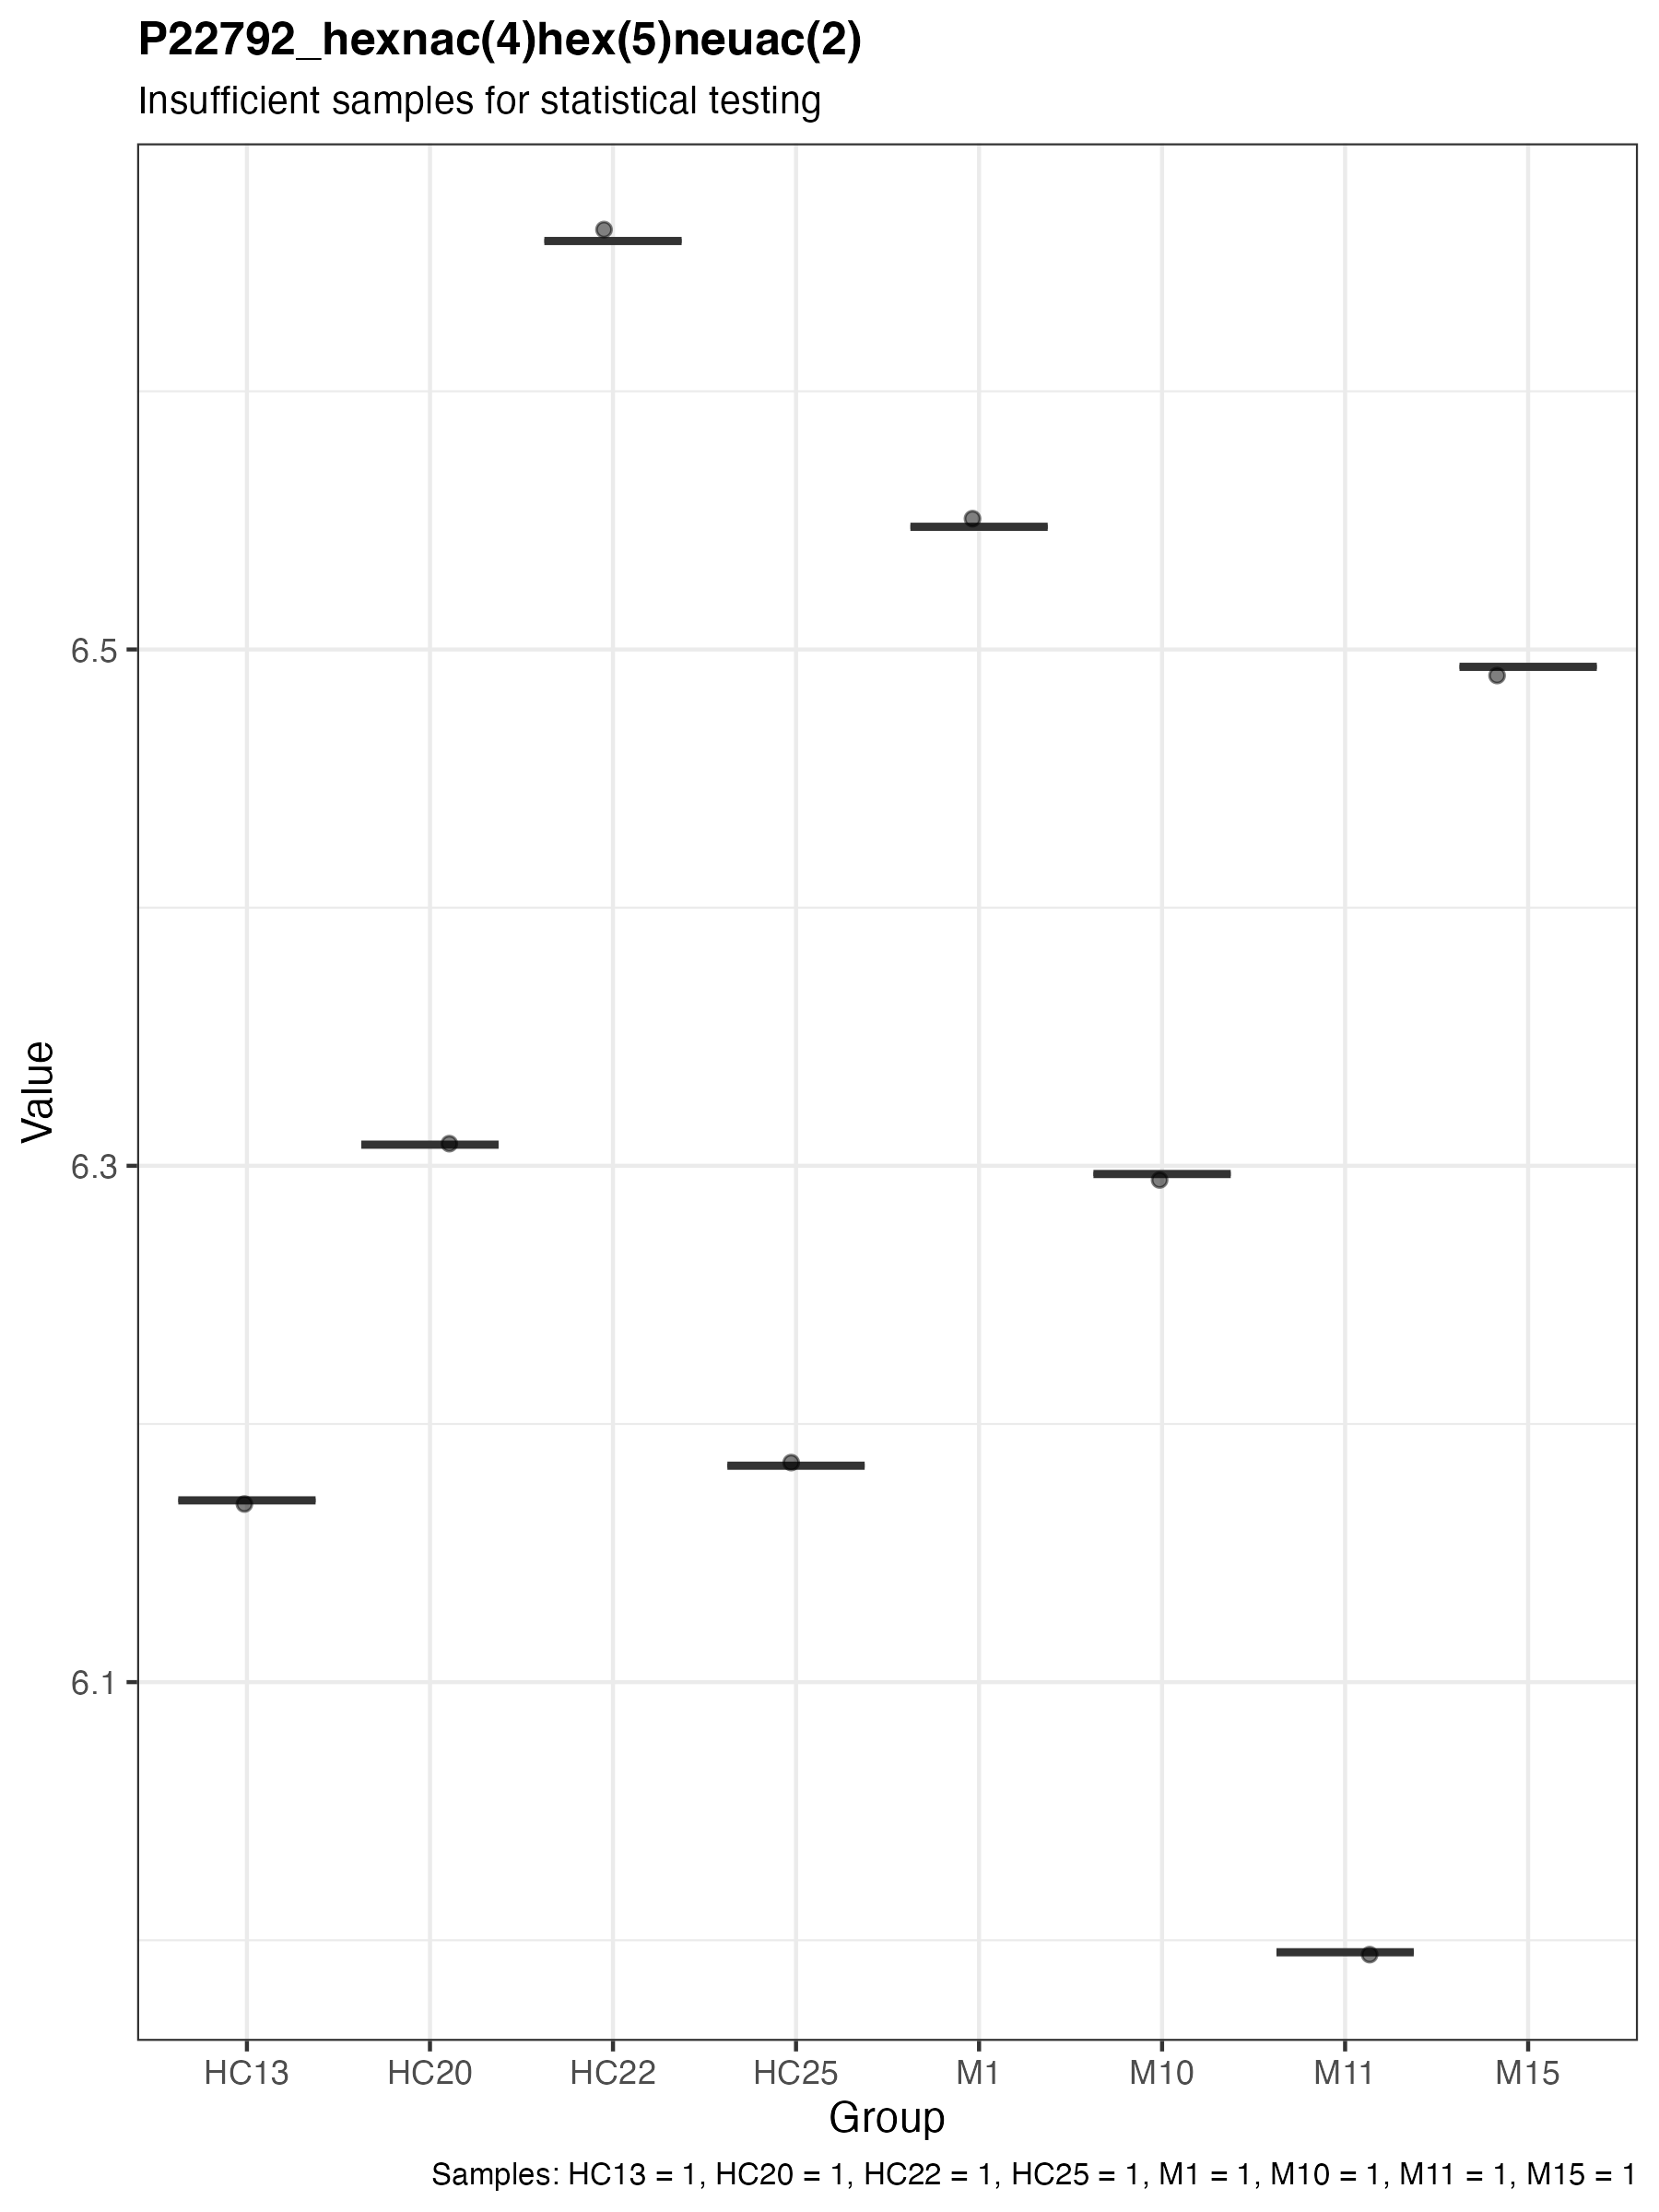 P22792_hexnac(4)hex(5)neuac(2)
Insufficient samples for statistical testing
Value
6.5
6.3
6.1
HC13 HC20 HC22 HC25 M1 M10 M11 M15
Group
Samples: HC13 = 1, HC20 = 1, HC22 = 1, HC25 = 1, M1 = 1, M10 = 1, M11 = 1, M15 = 1